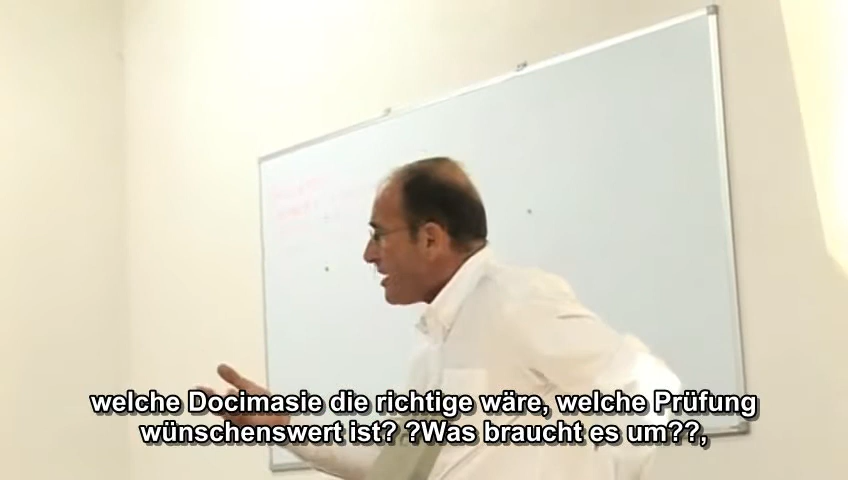 welche Docimasie die richtige wäre, welche Prüfung
wünschenswert ist? ?Was braucht es um??,